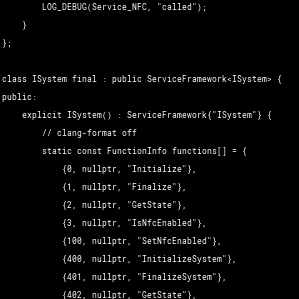 LOG_DEBUG(Service_NFC, "called");
    }
};

class ISystem final : public ServiceFramework<ISystem> {
public:
    explicit ISystem() : ServiceFramework{"ISystem"} {
        // clang-format off
        static const FunctionInfo functions[] = {
            {0, nullptr, "Initialize"},
            {1, nullptr, "Finalize"},
            {2, nullptr, "GetState"},
            {3, nullptr, "IsNfcEnabled"},
            {100, nullptr, "SetNfcEnabled"},
            {400, nullptr, "InitializeSystem"},
            {401, nullptr, "FinalizeSystem"},
            {402, nullptr, "GetState"},